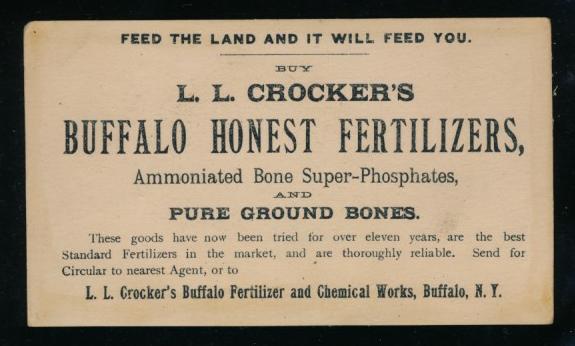 FEED THE LAND AND IT WILL FEED YOU.
BUY
L. L. CROCKER'S
BUFFALO HONEST FERTILIZERS,
Ammoniated Bone Super-Phosphates,
AND
PURE GROUND BONES.
These goods have now been tried for over eleven years, are the best
Standard Fertilizers in the market, and are thoroughly reliable. Send for
Circular to nearest Agent, or to
L. L. Crocker's Buffalo Fertilizer and Chemical Works, Buffalo, N. Y.